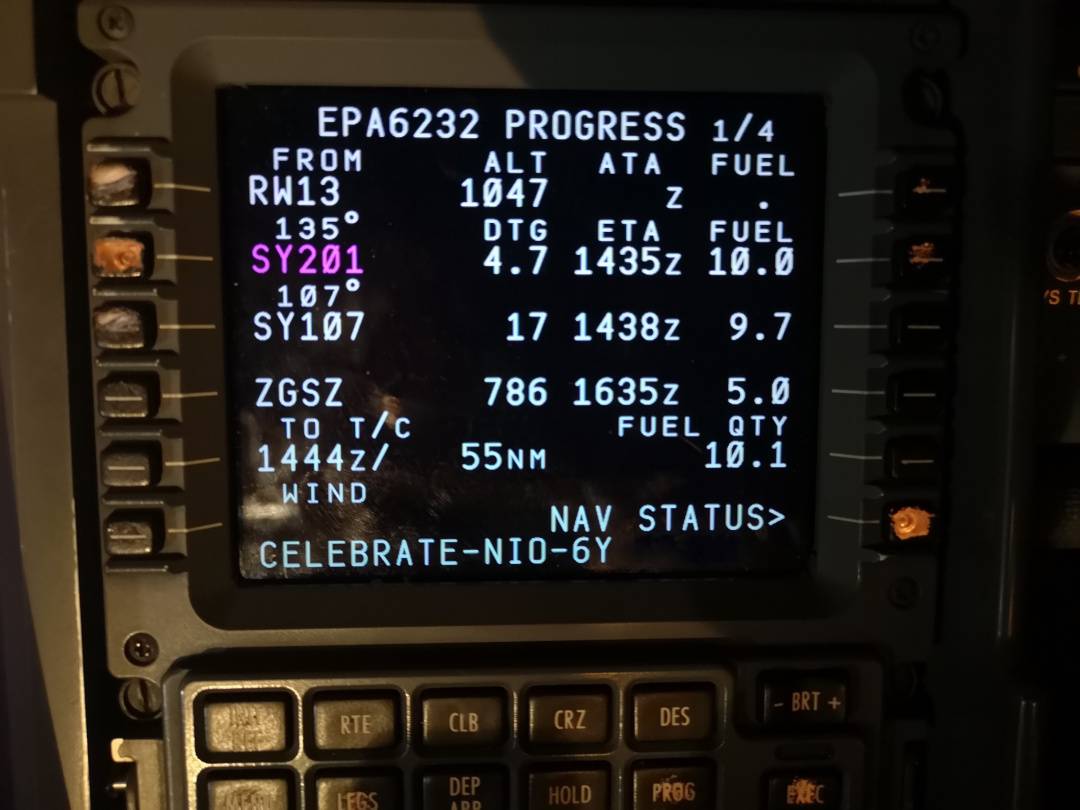 EPA6232 PROGRESS 1/4
FROM ALT ATA FUEL
RW13 1047 z .
135° DTG ETA FUEL
SY201 4.7 1435z 10.0
107°
SY107 17 1438z 9.7
ZGSZ 786 1635z 5.0
TO T/C FUEL QTY
1444z/ 55NM 10.1
WIND
NAV STATUS>
CELEBRATE-NIO-6Y
- BRT +
RTE CLB CRZ DES
MENU LEGS DEP ARR HOLD PROG EXEC